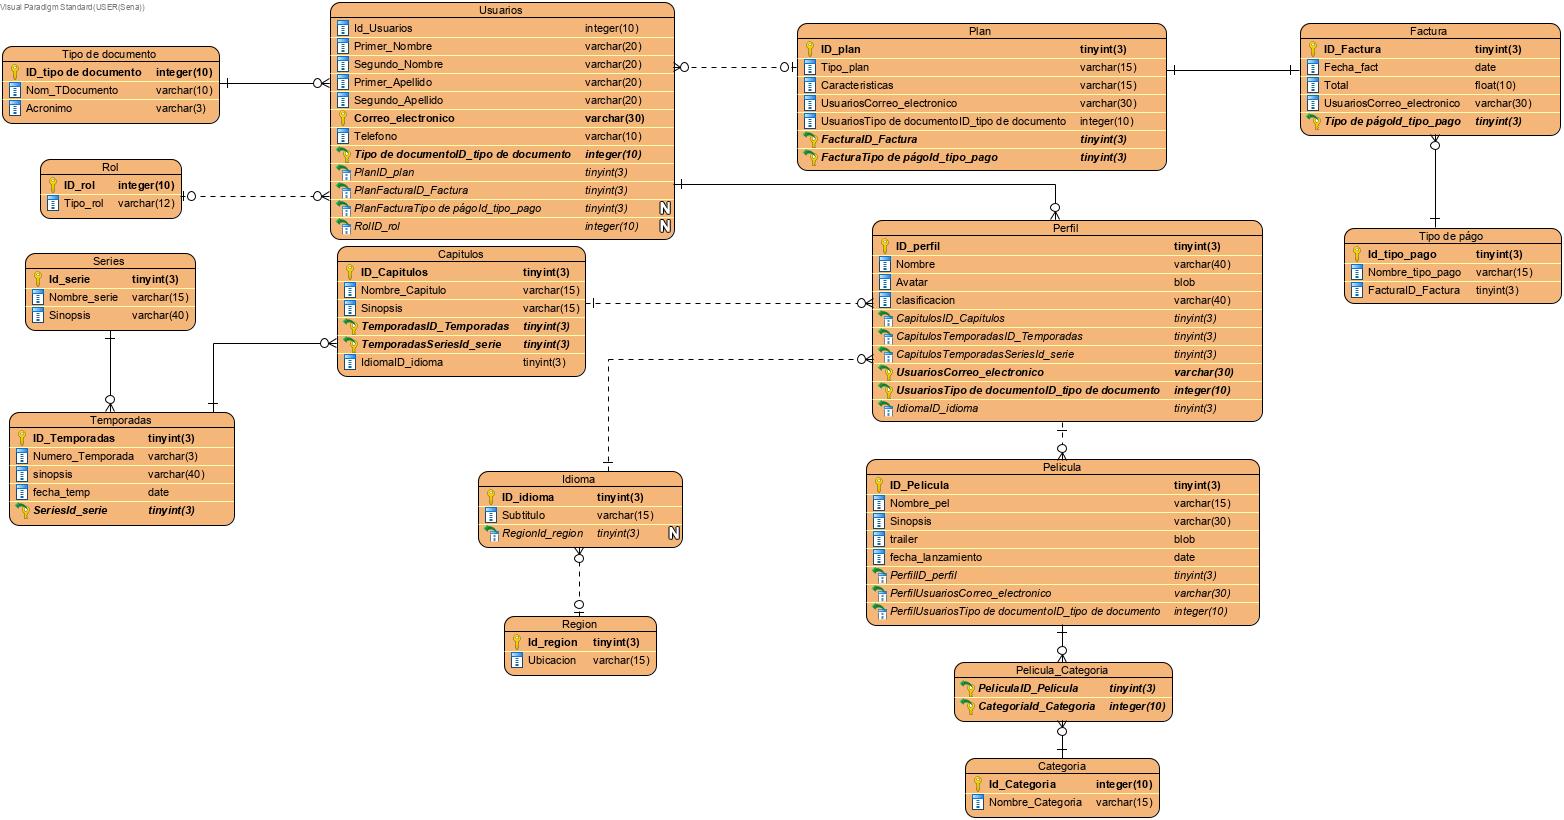 Visual Paradigm Standard(USER(Sena))
Tipo de documento
ID_tipo de documento integer(10)
Nom_TDocumento varchar(10)
Acronimo varchar(3)
Usuarios
Id_Usuarios integer(10)
Primer_Nombre varchar(20)
Segundo_Nombre varchar(20)
Primer_Apellido varchar(20)
Segundo_Apellido varchar(20)
Correo_electronico varchar(30)
Telefono varchar(10)
Tipo de documentoID_tipo de documento integer(10)
PlanID_plan tinyint(3)
PlanFacturaID_Factura tinyint(3)
PlanFacturaTipo de págoId_tipo_pago tinyint(3) N
RolID_rol integer(10) N
Plan
ID_plan tinyint(3)
Tipo_plan varchar(15)
Caracteristicas varchar(15)
UsuariosCorreo_electronico varchar(30)
UsuariosTipo de documentoID_tipo de documento integer(10)
FacturaID_Factura tinyint(3)
FacturaTipo de págoId_tipo_pago tinyint(3)
Factura
ID_Factura tinyint(3)
Fecha_fact date
Total float(10)
UsuariosCorreo_electronico varchar(30)
Tipo de págoId_tipo_pago tinyint(3)
Rol
ID_rol integer(10)
Tipo_rol varchar(12)
Tipo de págo
Id_tipo_pago tinyint(3)
Nombre_tipo_pago varchar(15)
FacturaID_Factura tinyint(3)
Series
Id_serie tinyint(3)
Nombre_serie varchar(15)
Sinopsis varchar(40)
Capitulos
ID_Capitulos tinyint(3)
Nombre_Capitulo varchar(15)
Sinopsis varchar(15)
TemporadasID_Temporadas tinyint(3)
TemporadasSeriesId_serie tinyint(3)
IdiomaID_idioma tinyint(3)
Perfil
ID_perfil tinyint(3)
Nombre varchar(40)
Avatar blob
clasificacion varchar(40)
CapitulosID_Capitulos tinyint(3)
CapitulosTemporadasID_Temporadas tinyint(3)
CapitulosTemporadasSeriesId_serie tinyint(3)
UsuariosCorreo_electronico varchar(30)
UsuariosTipo de documentoID_tipo de documento integer(10)
IdiomaID_idioma tinyint(3)
Temporadas
ID_Temporadas tinyint(3)
Numero_Temporada varchar(3)
sinopsis varchar(40)
fecha_temp date
SeriesId_serie tinyint(3)
Idioma
ID_idioma tinyint(3)
Subtitulo varchar(15)
RegionId_region tinyint(3) N
Pelicula
ID_Pelicula tinyint(3)
Nombre_pel varchar(15)
Sinopsis varchar(30)
trailer blob
fecha_lanzamiento date
PerfilID_perfil tinyint(3)
PerfilUsuariosCorreo_electronico varchar(30)
PerfilUsuariosTipo de documentoID_tipo de documento integer(10)
Region
Id_region tinyint(3)
Ubicacion varchar(15)
Pelicula_Categoria
PeliculaID_Pelicula tinyint(3)
CategoriaId_Categoria integer(10)
Categoria
Id_Categoria integer(10)
Nombre_Categoria varchar(15)